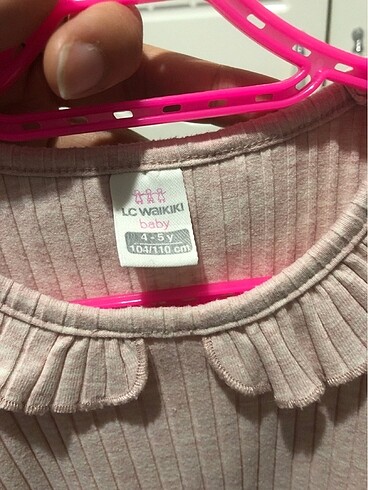 LC WAIKIKI
baby
4 - 5 y
104/110 cm